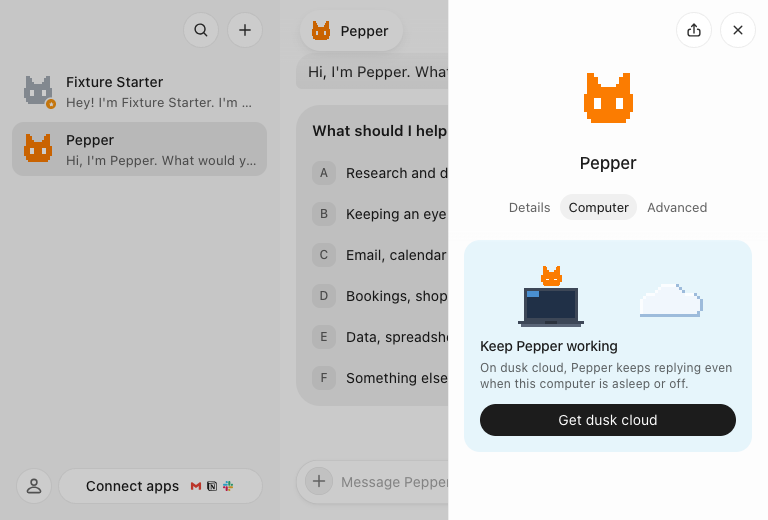 Fixture Starter
Hey! I'm Fixture Starter. I'm ...
Pepper
Hi, I'm Pepper. What would y...
Connect apps
Pepper
Hi, I'm Pepper. What
What should I help
A Research and d
B Keeping an eye
C Email, calendar
D Bookings, shop
E Data, spreadshe
F Something else
Message Pepper
Pepper
Details Computer Advanced
Keep Pepper working
On dusk cloud, Pepper keeps replying even
when this computer is asleep or off.
Get dusk cloud